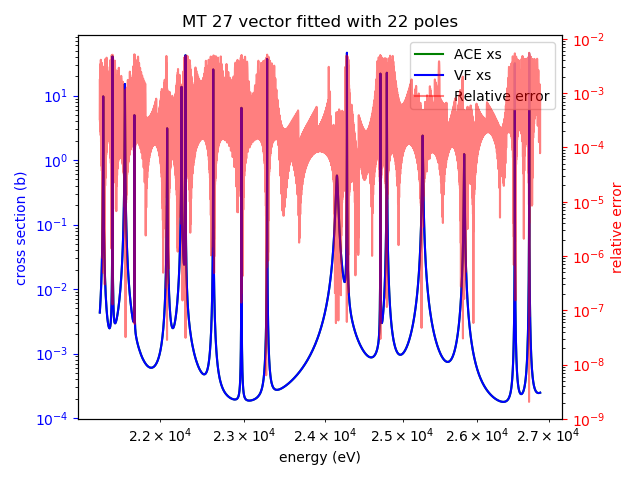 MT 27 vector fitted with 22 poles
ACE xs
VF xs
Relative error
cross section (b)
10¹
10⁰
10⁻¹
10⁻²
10⁻³
10⁻⁴
relative error
10⁻²
10⁻³
10⁻⁴
10⁻⁵
10⁻⁶
10⁻⁷
10⁻⁸
10⁻⁹
2.2 × 10⁴ 2.3 × 10⁴ 2.4 × 10⁴ 2.5 × 10⁴ 2.6 × 10⁴ 2.7 × 10⁴
energy (eV)